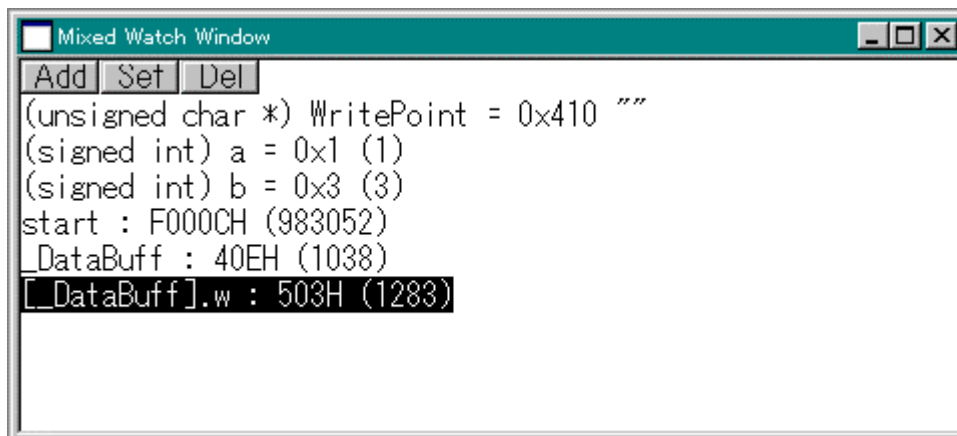 Mixed Watch Window
Add Set Del
(unsigned char *) WritePoint = 0x410 ""
(signed int) a = 0x1 (1)
(signed int) b = 0x3 (3)
start : F000CH (983052)
_DataBuff : 40EH (1038)
[_DataBuff].w : 503H (1283)